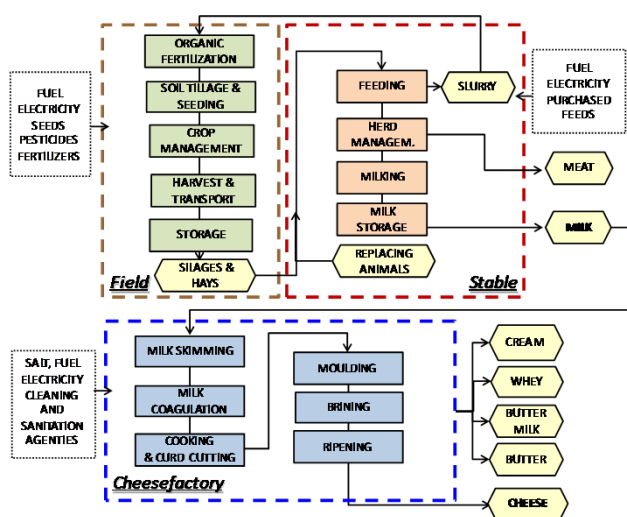 FUEL
ELECTRICITY
SEEDS
PESTICIDES
FERTILIZERS
ORGANIC
FERTILIZATION
SOIL TILLAGE &
SEEDING
CROP
MANAGEMENT
HARVEST &
TRANSPORT
STORAGE
SILAGES &
HAYS
Field
FEEDING
HERD
MANAGEM.
MILKING
MILK
STORAGE
REPLACING
ANIMALS
Stable
SLURRY
FUEL
ELECTRICITY
PURCHASED
FEEDS
MEAT
MILK
SALT, FUEL
ELECTRICITY
CLEANING
AND
SANITATION
AGENTIES
MILK SKIMMING
MILK
COAGULATION
COOKING
& CURD CUTTING
MOULDING
BRINING
RIPENING
Cheesefactory
CREAM
WHEY
BUTTER
MILK
BUTTER
CHEESE